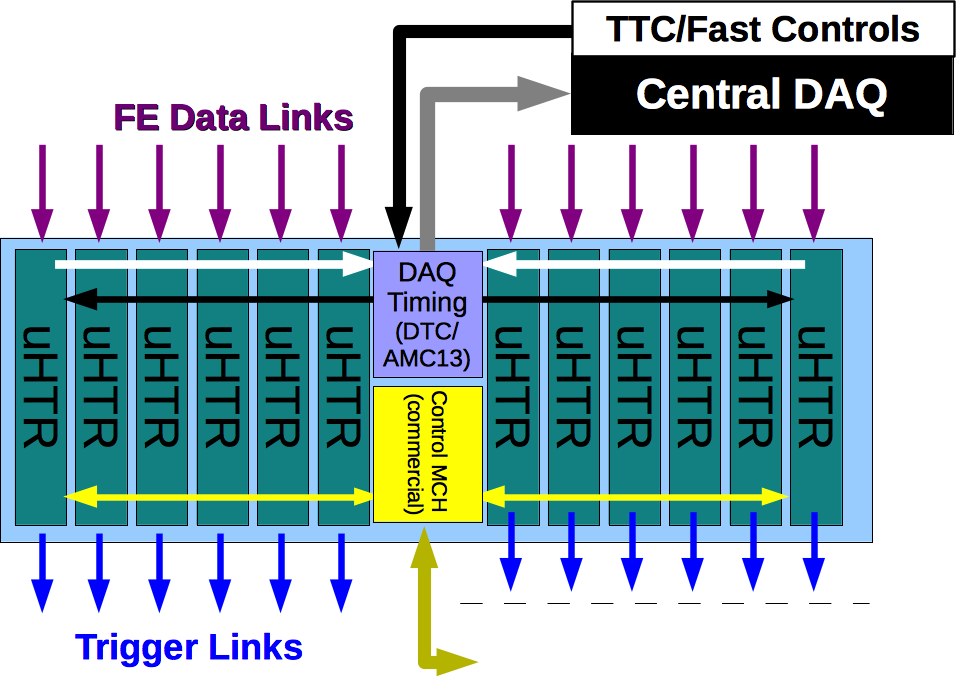 TTC/Fast Controls
Central DAQ
FE Data Links
DAQ
Timing
(DTC/
AMC13)
uHTR
uHTR
uHTR
uHTR
uHTR
uHTR
Control MCH
(commercial)
uHTR
uHTR
uHTR
uHTR
uHTR
uHTR
Trigger Links